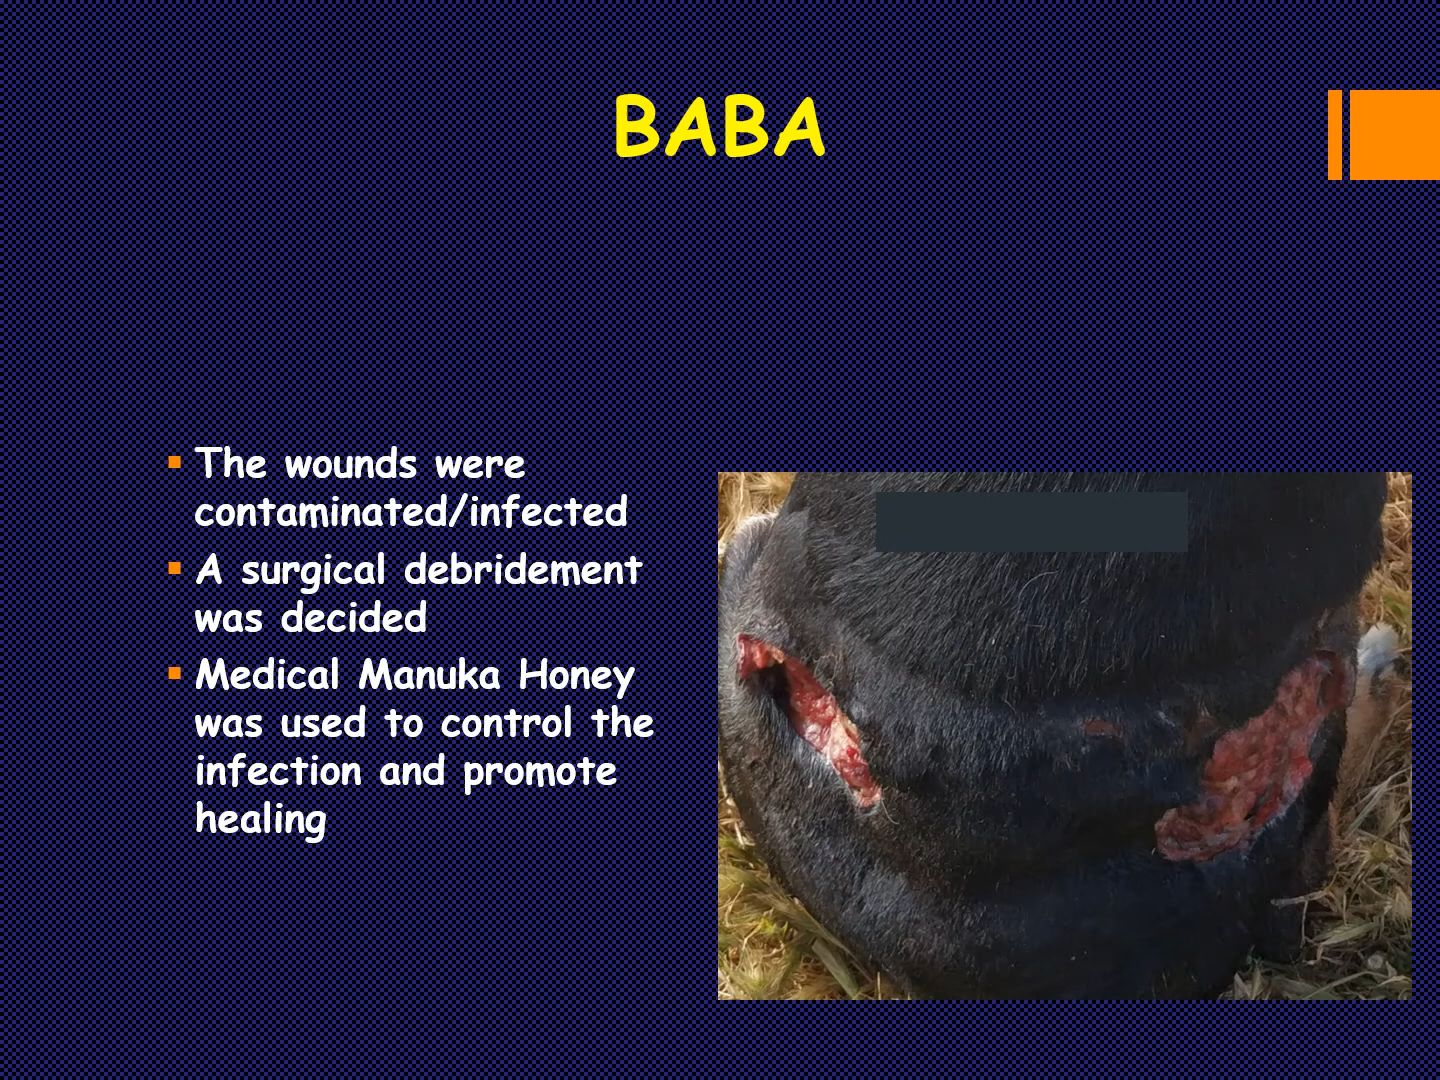 BABA
The wounds were
contaminated/infected
A surgical debridement
was decided
Medical Manuka Honey
was used to control the
infection and promote
healing